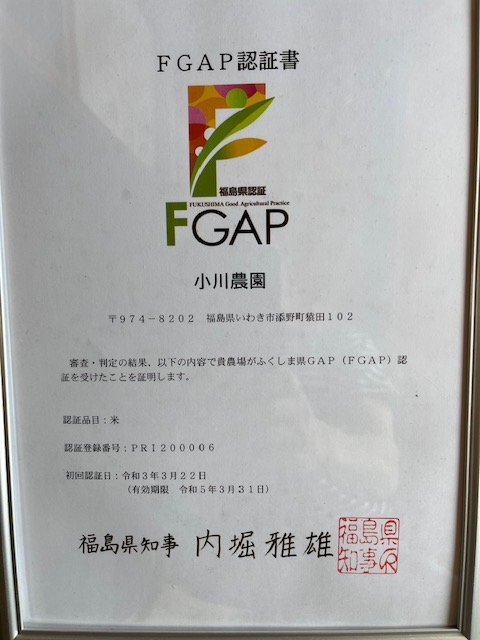 ＦＧＡＰ認証書
福島県認証
FUKUSHIMA Good Agricultural Practice
FGAP
小川農園
〒９７４－８２０２　福島県いわき市添野町猿田１０２
審査・判定の結果、以下の内容で貴農場がふくしま県ＧＡＰ（ＦＧＡＰ）認
証を受けたことを証明します。
認証品目：米
認証登録番号：ＰＲＩ２００００６
初回認証日：令和３年３月２２日
（有効期限　令和５年３月３１日）
福島県知事　内堀雅雄
福島県
知事之印